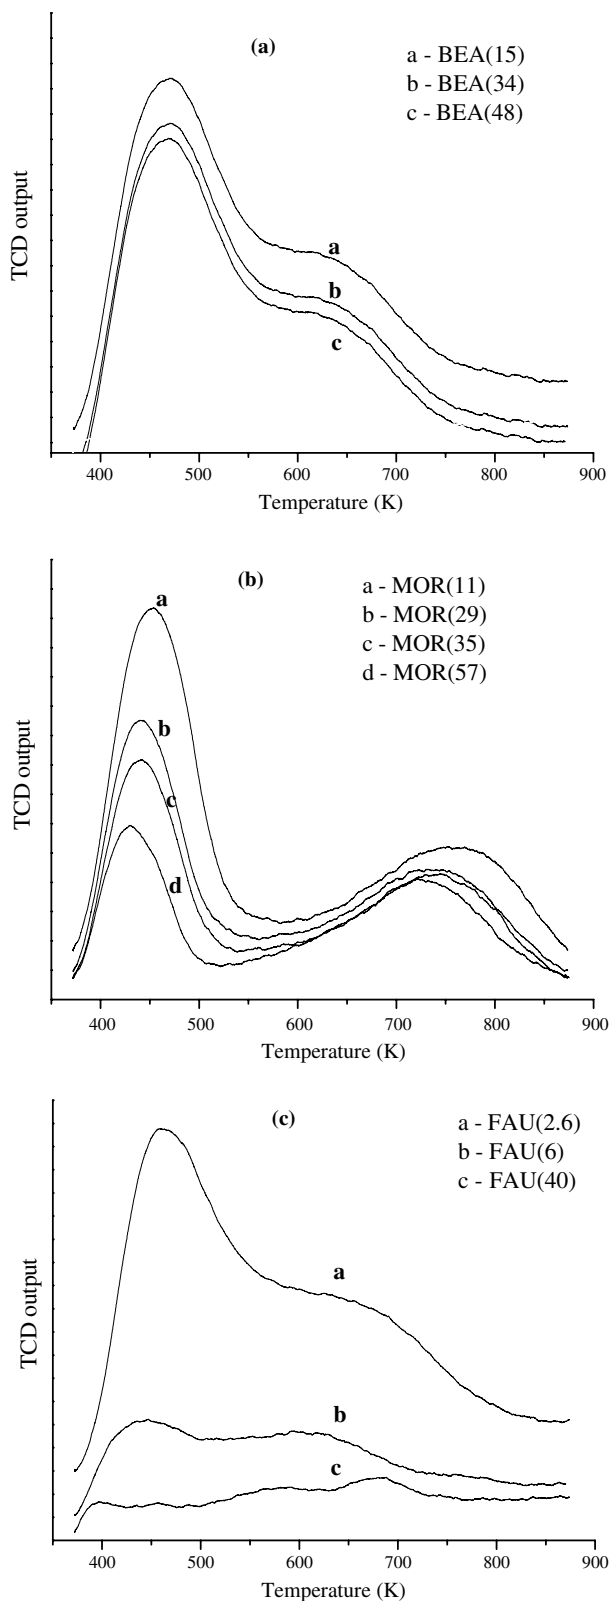 (a)
a - BEA(15)
b - BEA(34)
c - BEA(48)
TCD output
a
b
c
400 500 600 700 800 900
Temperature (K)
(b)
a - MOR(11)
b - MOR(29)
c - MOR(35)
d - MOR(57)
TCD output
a
b
c
d
400 500 600 700 800 900
Temperature (K)
(c)
a - FAU(2.6)
b - FAU(6)
c - FAU(40)
TCD output
a
b
c
400 500 600 700 800 900
Temperature (K)